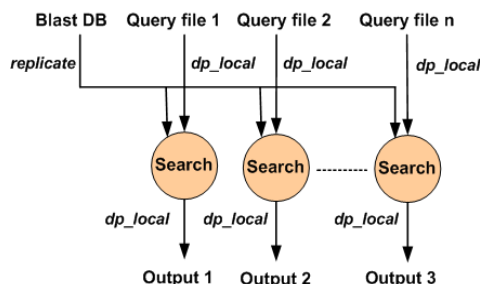 Blast DB Query file 1 Query file 2 Query file n
replicate dp_local dp_local dp_local
Search Search Search
dp_local dp_local dp_local
Output 1 Output 2 Output 3